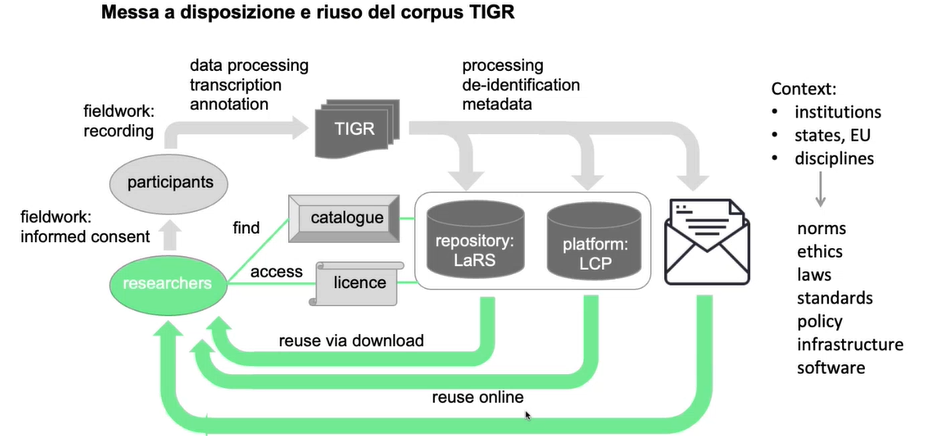 Messa a disposizione e riuso del corpus TIGR
data processing
transcription
annotation
processing
de-identification
metadata
fieldwork:
recording
TIGR
Context:
• institutions
• states, EU
• disciplines
participants
fieldwork:
informed consent
find
catalogue
repository:
LaRS
platform:
LCP
access
researchers
licence
norms
ethics
laws
standards
policy
infrastructure
software
reuse via download
reuse online